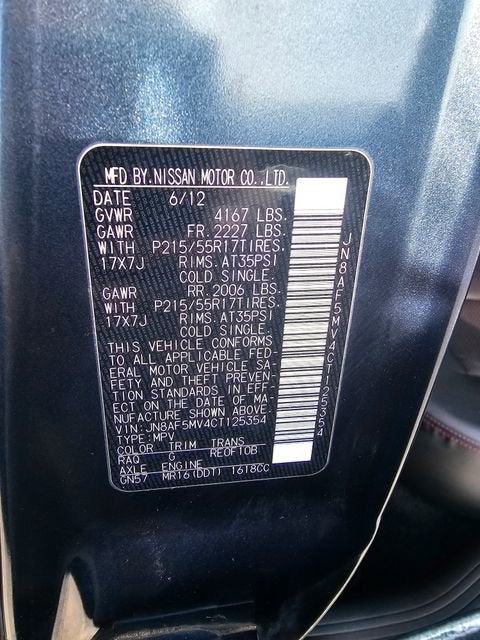 MFD BY.NISSAN MOTOR CO.,LTD.
DATE 6/12
GVWR 4167 LBS.
GAWR FR. 2227 LBS.
WITH P215/55R17TIRES.
17X7J RIMS. AT35PSI
COLD SINGLE.
GAWR RR. 2006 LBS.
WITH P215/55R17TIRES.
17X7J RIMS. AT35PSI
COLD SINGLE.
THIS VEHICLE CONFORMS
TO ALL APPLICABLE FED-
ERAL MOTOR VEHICLE SA-
FETY AND THEFT PREVEN-
TION STANDARDS IN EFF-
ECT ON THE DATE OF MA-
NUFACTURE SHOWN ABOVE.
VIN: JN8AF5MV4CT125354
TYPE: MPV
COLOR TRIM TRANS
RAQ G RE0F10B
AXLE ENGINE
GN57 MR16(DDT) 1618CC
JN8AF5MV4CT125354